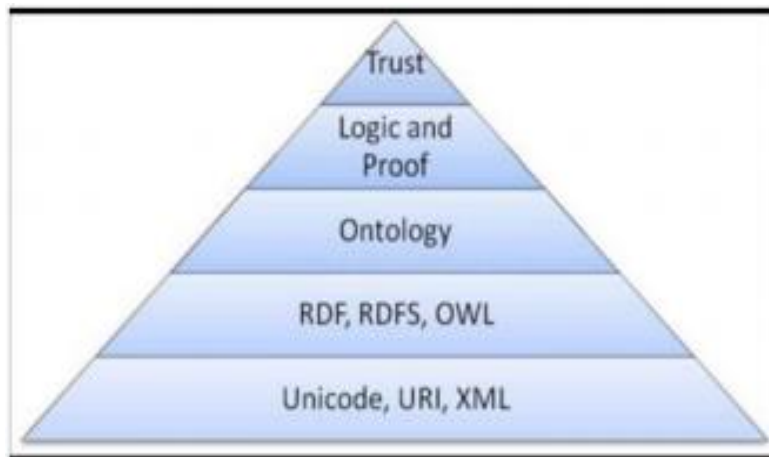 Trust
Logic and
Proof
Ontology
RDF, RDFS, OWL
Unicode, URI, XML